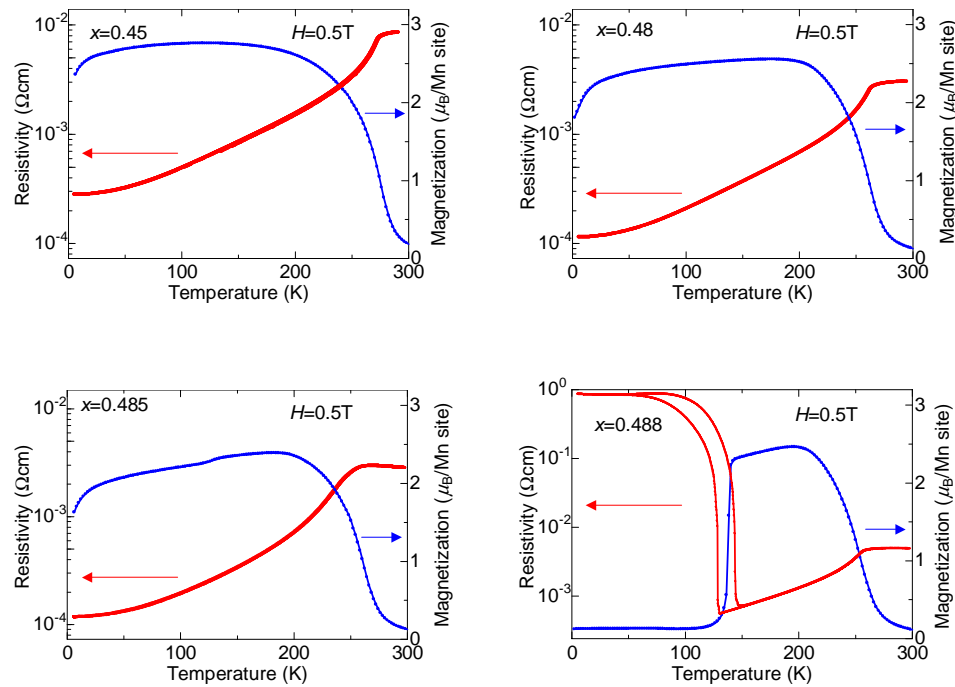 x=0.45
H=0.5T
10⁻²
10⁻³
10⁻⁴
Resistivity (Ωcm)
3
2
1
0
Magnetization (μB/Mn site)
0
100
200
300
Temperature (K)
x=0.48
H=0.5T
10⁻²
10⁻³
10⁻⁴
Resistivity (Ωcm)
3
2
1
0
Magnetization (μB/Mn site)
0
100
200
300
Temperature (K)
x=0.485
H=0.5T
10⁻²
10⁻³
10⁻⁴
Resistivity (Ωcm)
3
2
1
0
Magnetization (μB/Mn site)
0
100
200
300
Temperature (K)
x=0.488
H=0.5T
10⁰
10⁻¹
10⁻²
10⁻³
Resistivity (Ωcm)
3
2
1
0
Magnetization (μB/Mn site)
0
100
200
300
Temperature (K)